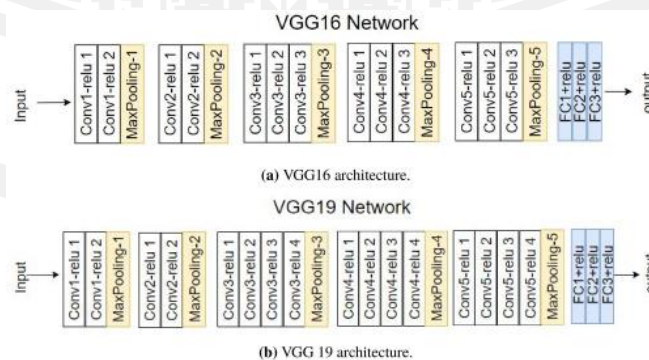 VGG16 Network
Input
Conv1-relu 1
Conv1-relu 2
MaxPooling-1
Conv2-relu 1
Conv2-relu 2
MaxPooling-2
Conv3-relu 1
Conv3-relu 2
Conv3-relu 3
MaxPooling-3
Conv4-relu 1
Conv4-relu 2
Conv4-relu 3
MaxPooling-4
Conv5-relu 1
Conv5-relu 2
Conv5-relu 3
MaxPooling-5
FC1+relu
FC2+relu
FC3+relu
output
(a) VGG16 architecture.
VGG19 Network
Input
Conv1-relu 1
Conv1-relu 2
MaxPooling-1
Conv2-relu 1
Conv2-relu 2
MaxPooling-2
Conv3-relu 1
Conv3-relu 2
Conv3-relu 3
Conv3-relu 4
MaxPooling-3
Conv4-relu 1
Conv4-relu 2
Conv4-relu 3
Conv4-relu 4
MaxPooling-4
Conv5-relu 1
Conv5-relu 2
Conv5-relu 3
Conv5-relu 4
MaxPooling-5
FC1+relu
FC2+relu
FC3+relu
output
(b) VGG 19 architecture.